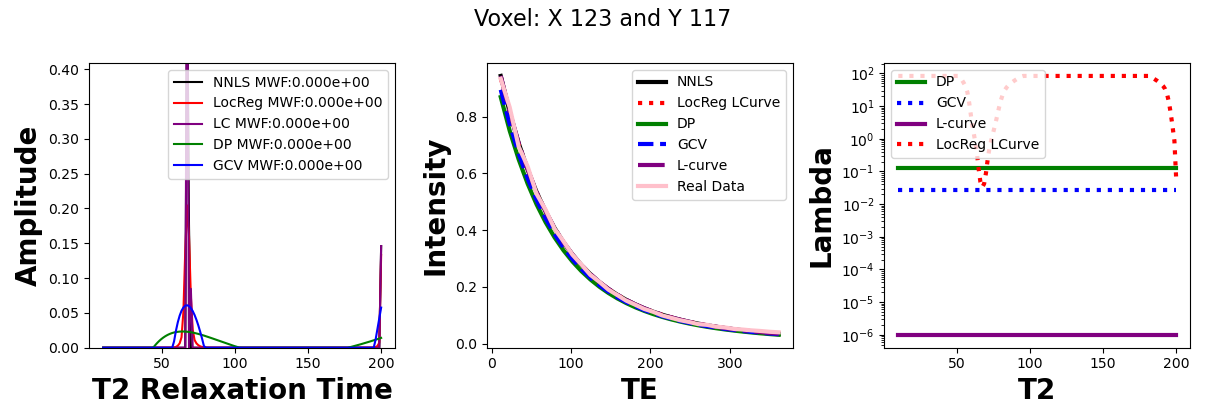 Voxel: X 123 and Y 117
Amplitude
0.40
0.35
0.30
0.25
0.20
0.15
0.10
0.05
0.00
NNLS MWF:0.000e+00
LocReg MWF:0.000e+00
LC MWF:0.000e+00
DP MWF:0.000e+00
GCV MWF:0.000e+00
50
100
150
200
T2 Relaxation Time
Intensity
0.8
0.6
0.4
0.2
0.0
NNLS
LocReg LCurve
DP
GCV
L-curve
Real Data
0
100
200
300
TE
Lambda
10^2
10^1
10^0
10^-1
10^-2
10^-3
10^-4
10^-5
10^-6
DP
GCV
L-curve
LocReg LCurve
50
100
150
200
T2